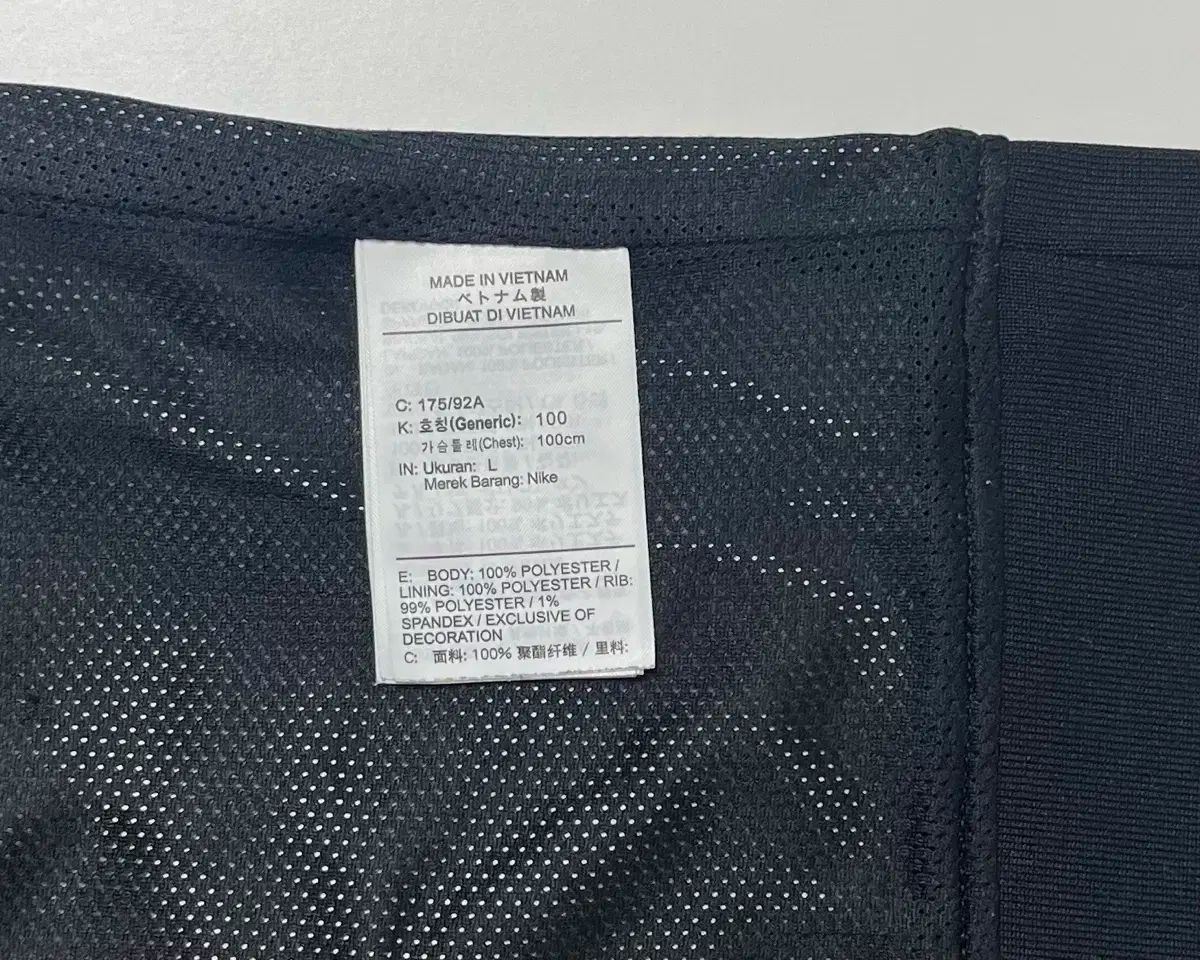 MADE IN VIETNAM
ベトナム製
DIBUAT DI VIETNAM
C: 175/92A
K: 호칭(Generic): 100
가슴둘레(Chest): 100cm
IN: Ukuran: L
Merek Barang: Nike
E: BODY: 100% POLYESTER /
LINING: 100% POLYESTER / RIB:
99% POLYESTER / 1%
SPANDEX / EXCLUSIVE OF
DECORATION
C: 面料: 100% 聚酯纤维 / 里料: